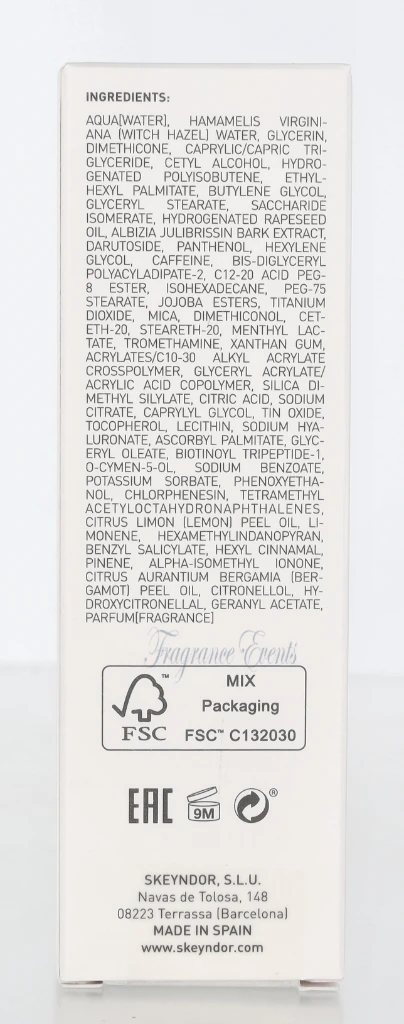 INGREDIENTS:
AQUA[WATER], HAMAMELIS VIRGINI-
ANA (WITCH HAZEL) WATER, GLYCERIN,
DIMETHICONE, CAPRYLIC/CAPRIC TRI-
GLYCERIDE, CETYL ALCOHOL, HYDRO-
GENATED POLYISOBUTENE, ETHYL-
HEXYL PALMITATE, BUTYLENE GLYCOL,
GLYCERYL STEARATE, SACCHARIDE
ISOMERATE, HYDROGENATED RAPESEED
OIL, ALBIZIA JULIBRISSIN BARK EXTRACT,
DARUTOSIDE, PANTHENOL, HEXYLENE
GLYCOL, CAFFEINE, BIS-DIGLYCERYL
POLYACYLADIPATE-2, C12-20 ACID PEG-
8 ESTER, ISOHEXADECANE, PEG-75
STEARATE, JOJOBA ESTERS, TITANIUM
DIOXIDE, MICA, DIMETHICONOL, CET-
ETH-20, STEARETH-20, MENTHYL LAC-
TATE, TROMETHAMINE, XANTHAN GUM,
ACRYLATES/C10-30 ALKYL ACRYLATE
CROSSPOLYMER, GLYCERYL ACRYLATE/
ACRYLIC ACID COPOLYMER, SILICA DI-
METHYL SILYLATE, CITRIC ACID, SODIUM
CITRATE, CAPRYLYL GLYCOL, TIN OXIDE,
TOCOPHEROL, LECITHIN, SODIUM HYA-
LURONATE, ASCORBYL PALMITATE, GLYC-
ERYL OLEATE, BIOTINOYL TRIPEPTIDE-1,
O-CYMEN-5-OL, SODIUM BENZOATE,
POTASSIUM SORBATE, PHENOXYETHA-
NOL, CHLORPHENESIN, TETRAMETHYL
ACETYLOCTAHYDRONAPHTHALENES,
CITRUS LIMON (LEMON) PEEL OIL, LI-
MONENE, HEXAMETHYLINDANOPYRAN,
BENZYL SALICYLATE, HEXYL CINNAMAL,
PINENE, ALPHA-ISOMETHYL IONONE,
CITRUS AURANTIUM BERGAMIA (BER-
GAMOT) PEEL OIL, CITRONELLOL, HY-
DROXYCITRONELLAL, GERANYL ACETATE,
PARFUM[FRAGRANCE]
Fragrance Events
™ MIX
Packaging
FSC FSC™ C132030
EAC 9M ®
SKEYNDOR, S.L.U.
Navas de Tolosa, 148
08223 Terrassa (Barcelona)
MADE IN SPAIN
www.skeyndor.com